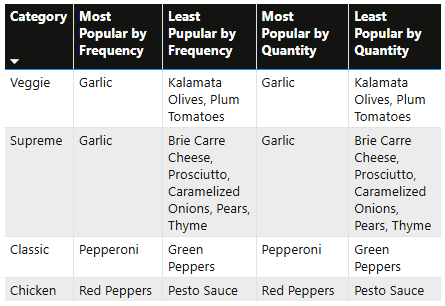 Category Most Least Most Least
Popular by Pupular by Popular by Popular by
Frequency Frequency Quantity Quantity
Veggie Garlic Kalamata Garlic Kalamata
Olives, Plum Olives, Plum
Tomatoes Tomatoes
Supreme Garlic Brie Carre Garlic Brie Carre
Cheese, Cheese,
Prosciutto, Prosciutto,
Caramelized Caramelized
Onions, Pears, Onions,
Thyme Pears, Thyme
Classic Pepperoni Green Pepperoni Green
Peppers Peppers
Chicken Red Peppers Pesto Sauce Red Peppers Pesto Sauce